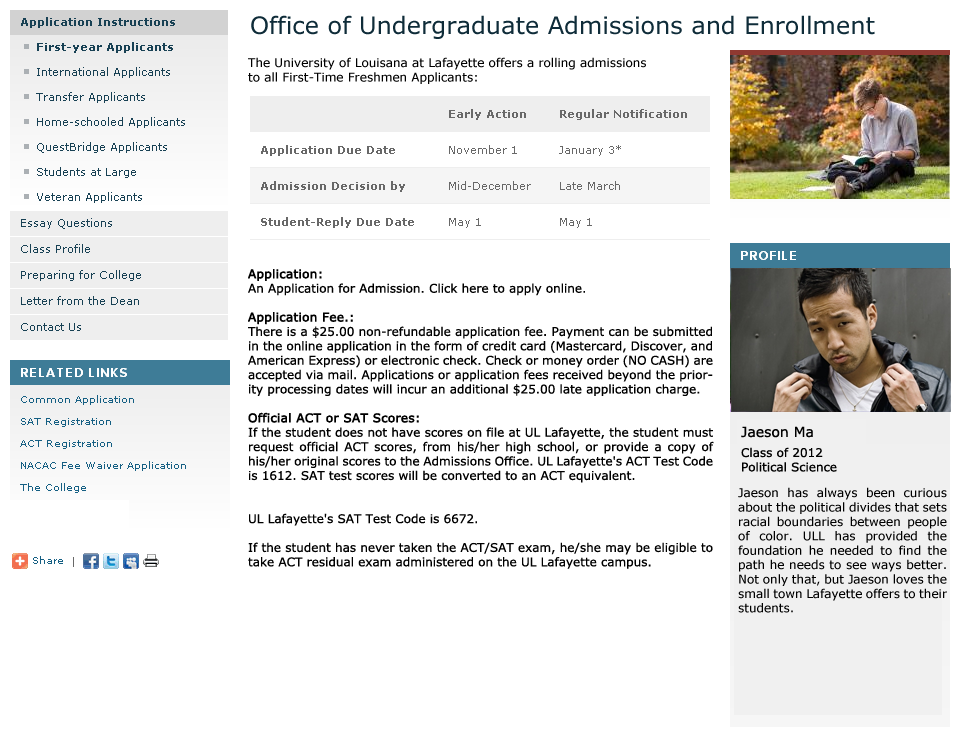 Application Instructions
First-year Applicants
International Applicants
Transfer Applicants
Home-schooled Applicants
QuestBridge Applicants
Students at Large
Veteran Applicants
Essay Questions
Class Profile
Preparing for College
Letter from the Dean
Contact Us
RELATED LINKS
Common Application
SAT Registration
ACT Registration
NACAC Fee Waiver Application
The College
Share |
Office of Undergraduate Admissions and Enrollment
The University of Louisana at Lafayette offers a rolling admissions
to all First-Time Freshmen Applicants:
Early Action Regular Notification
Application Due Date November 1 January 3*
Admission Decision by Mid-December Late March
Student-Reply Due Date May 1 May 1
Application:
An Application for Admission. Click here to apply online.
Application Fee.:
There is a $25.00 non-refundable application fee. Payment can be submitted
in the online application in the form of credit card (Mastercard, Discover, and
American Express) or electronic check. Check or money order (NO CASH) are
accepted via mail. Applications or application fees received beyond the prior-
ity processing dates will incur an additional $25.00 late application charge.
Official ACT or SAT Scores:
If the student does not have scores on file at UL Lafayette, the student must
request official ACT scores, from his/her high school, or provide a copy of
his/her original scores to the Admissions Office. UL Lafayette's ACT Test Code
is 1612. SAT test scores will be converted to an ACT equivalent.
UL Lafayette's SAT Test Code is 6672.
If the student has never taken the ACT/SAT exam, he/she may be eligible to
take ACT residual exam administered on the UL Lafayette campus.
PROFILE
Jaeson Ma
Class of 2012
Political Science
Jaeson has always been curious
about the political divides that sets
racial boundaries between people
of color. ULL has provided the
foundation he needed to find the
path he needs to see ways better.
Not only that, but Jaeson loves the
small town Lafayette offers to their
students.